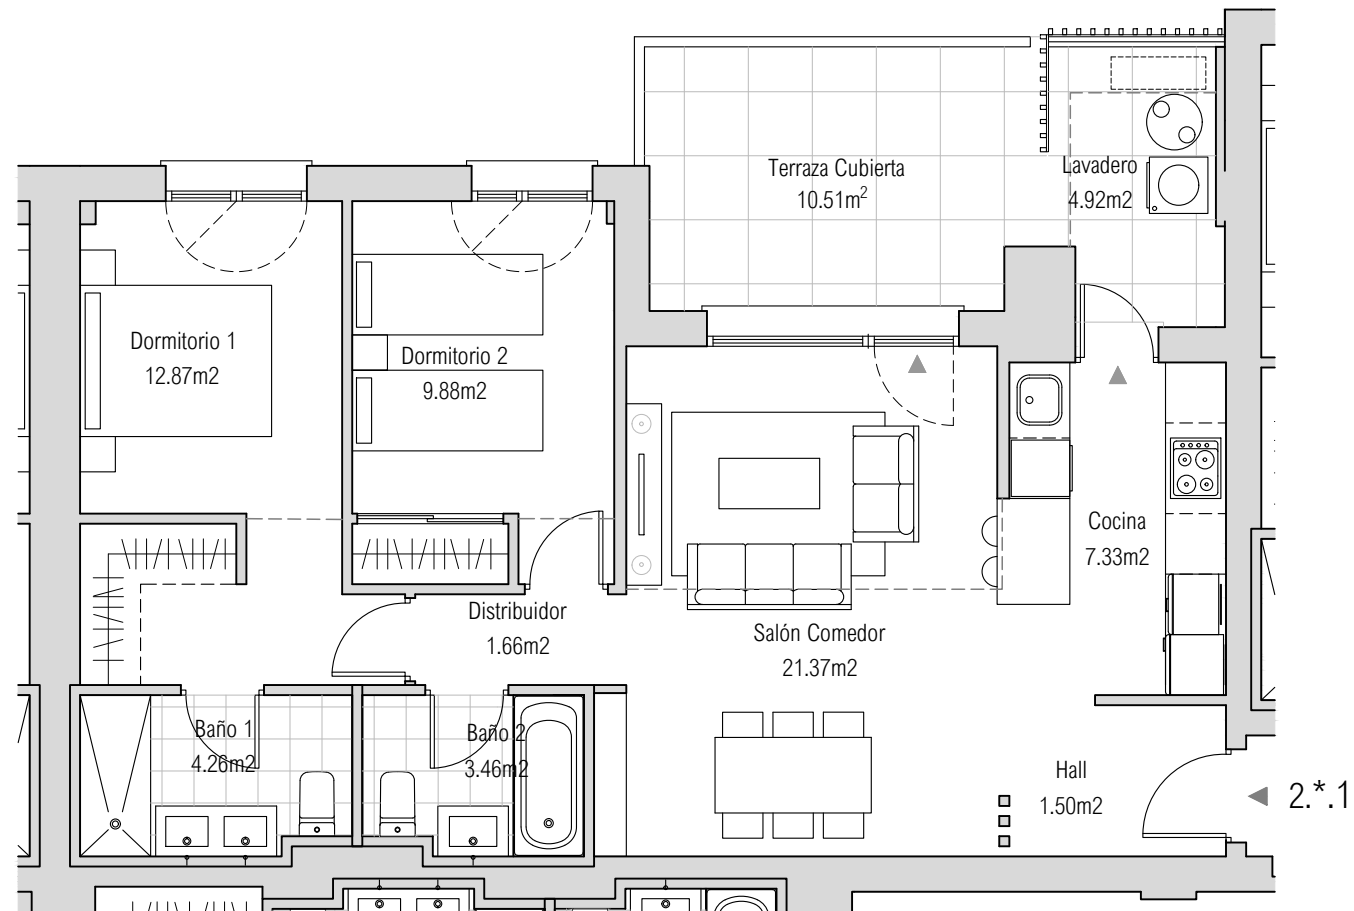 Terraza Cubierta
10.51m²
Lavadero
4.92m2
Dormitorio 1
12.87m2
Dormitorio 2
9.88m2
Cocina
7.33m2
Distribuidor
1.66m2
Salón Comedor
21.37m2
Baño 1
4.26m2
Baño 2
3.46m2
Hall
1.50m2
2.*.1